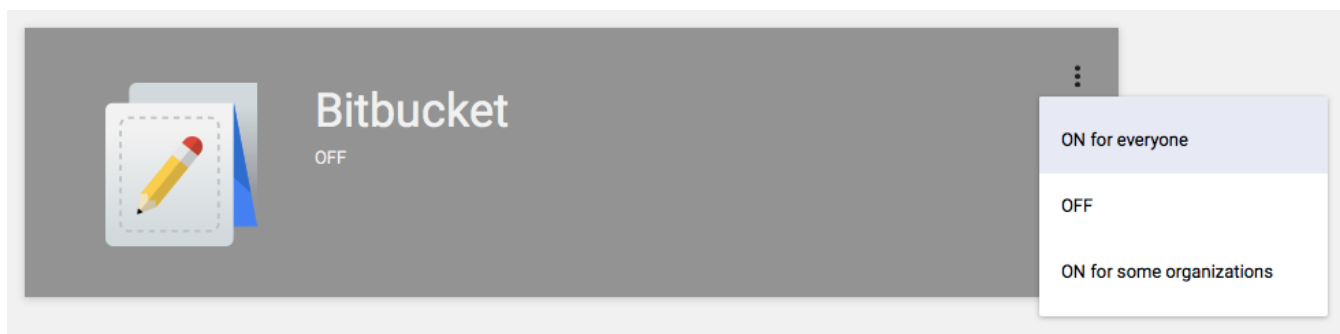 Bitbucket
OFF
ON for everyone
OFF
ON for some organizations